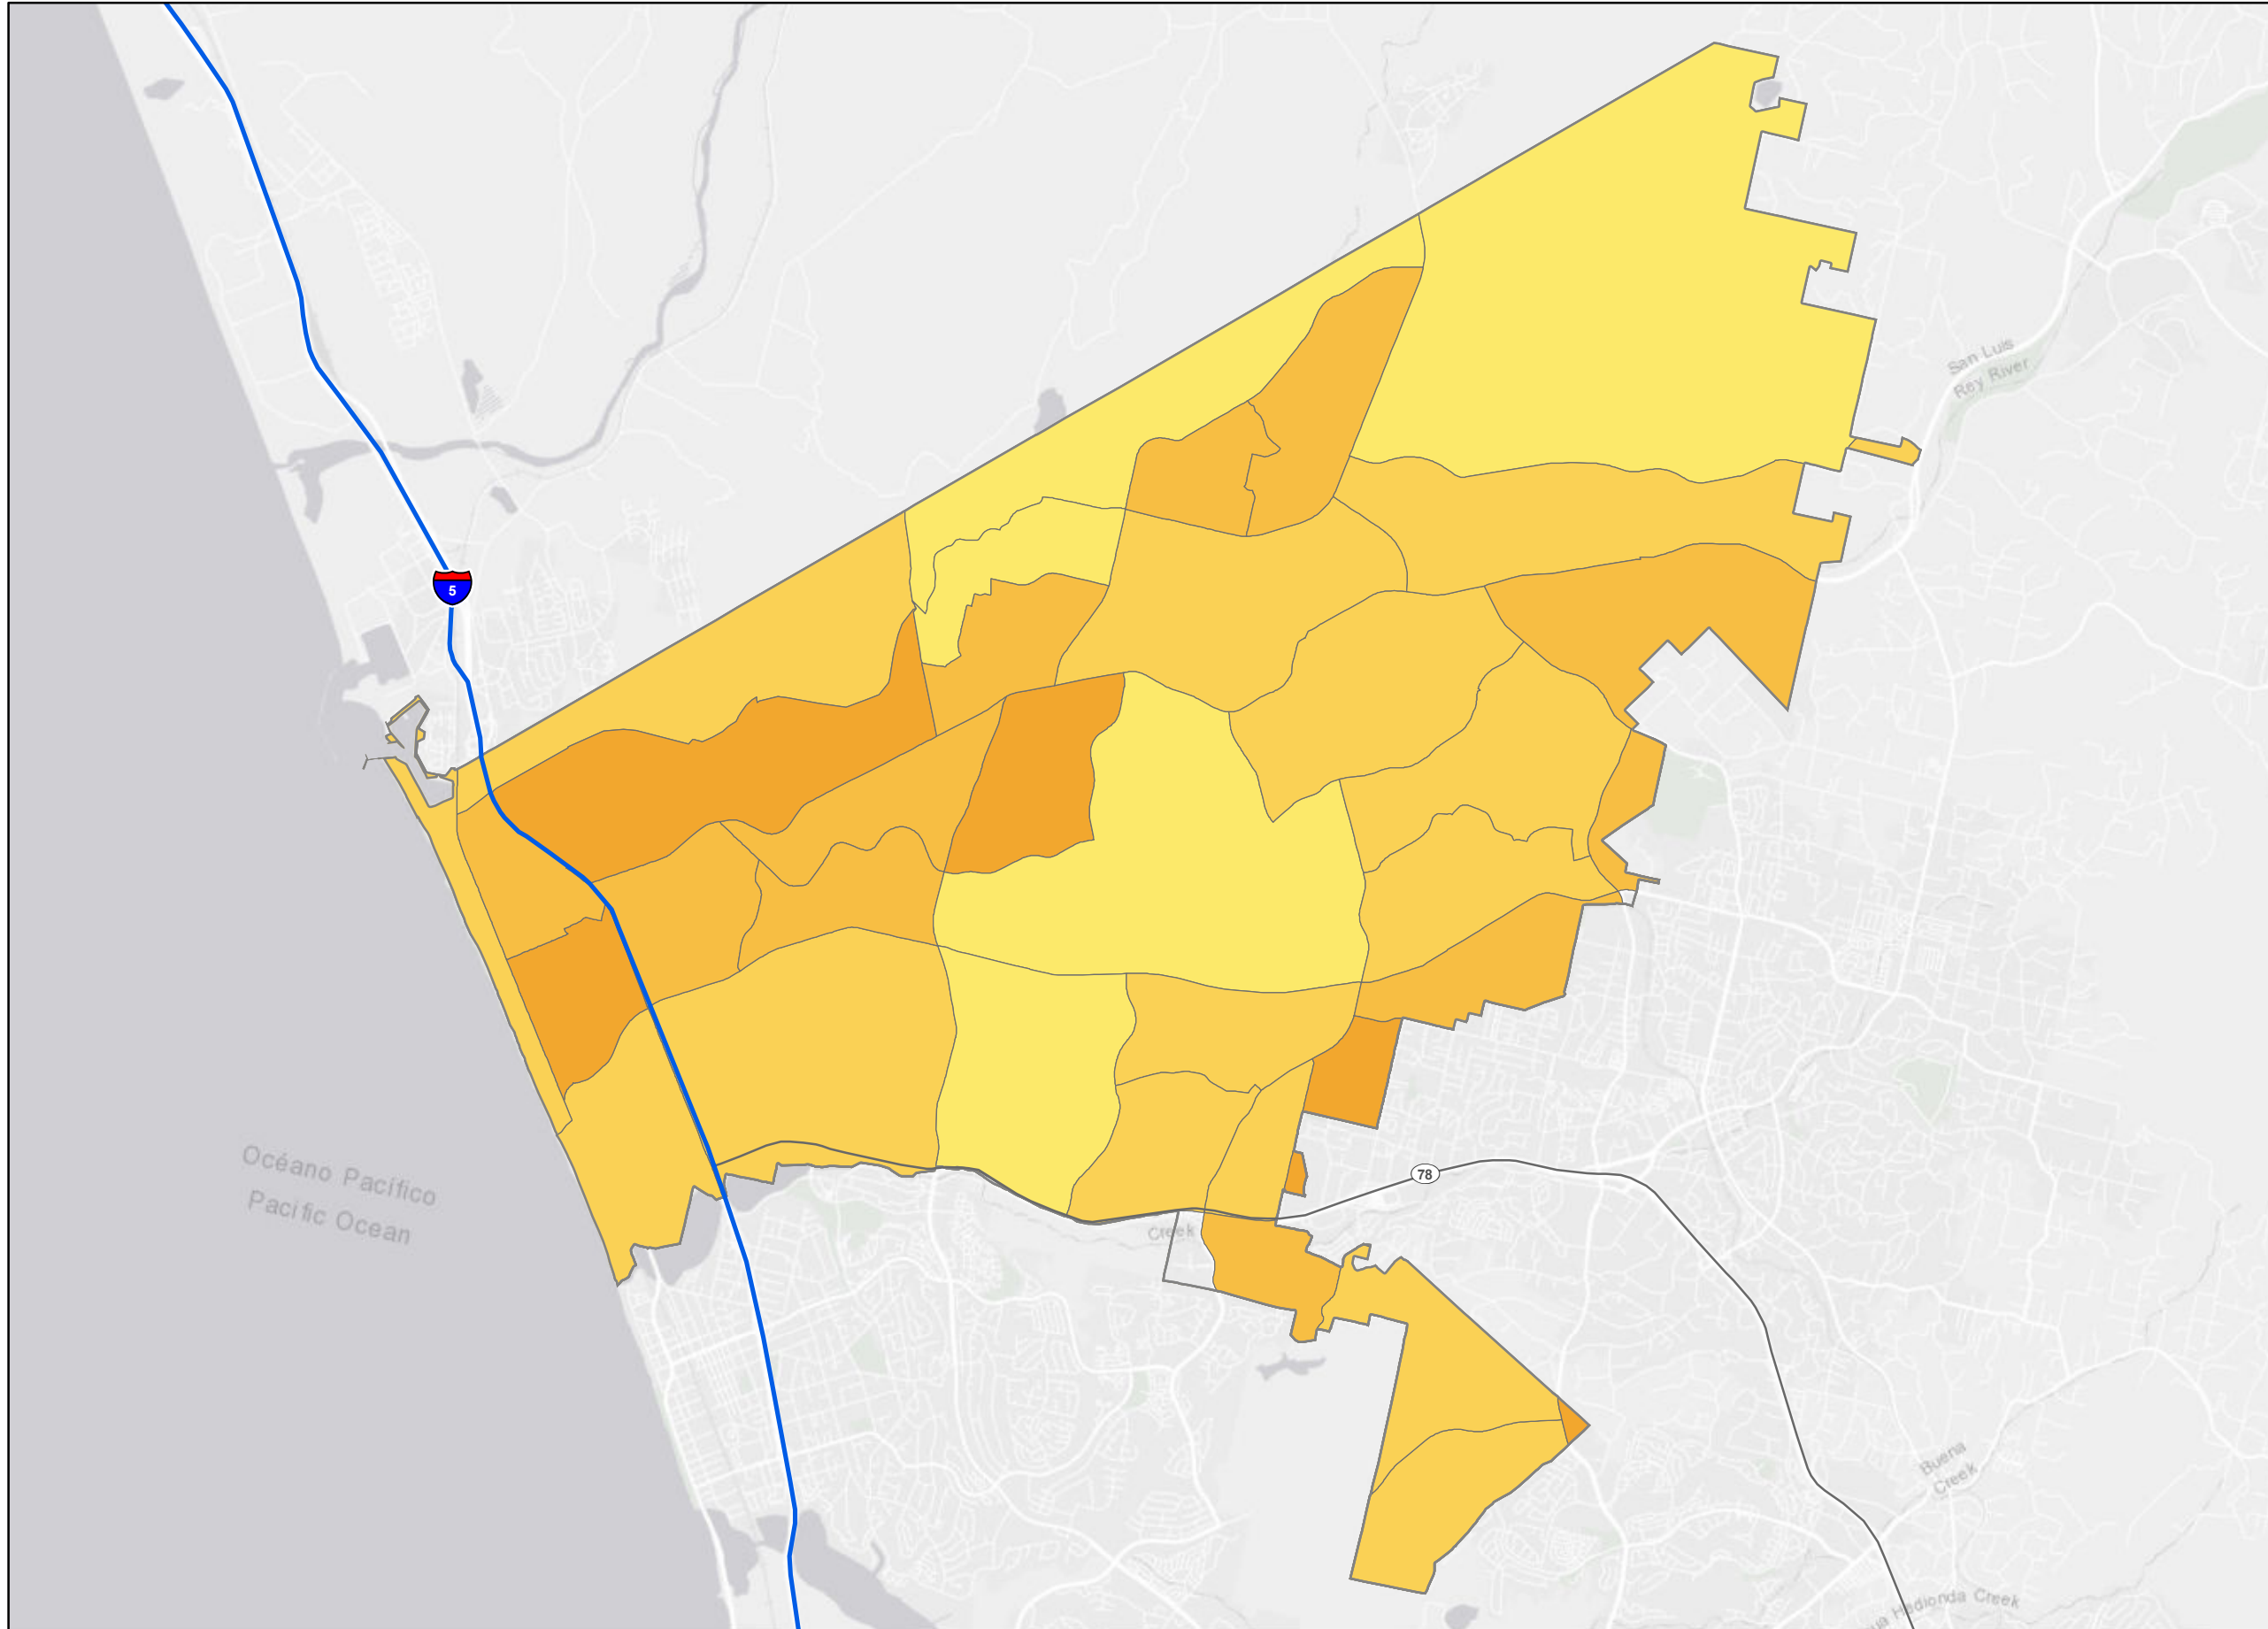 San Luis
Rey River
5
Océano Pacífico
Pacific Ocean
78
Creek
Buena
Creek
Hedionda Creek